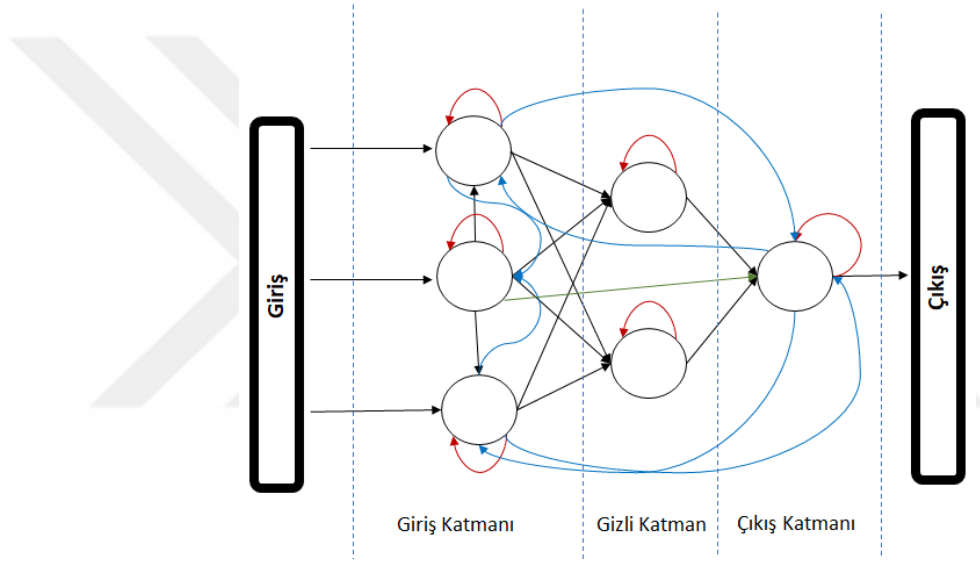 Giriş
Çıkış
Giriş Katmanı
Gizli Katman
Çıkış Katmanı